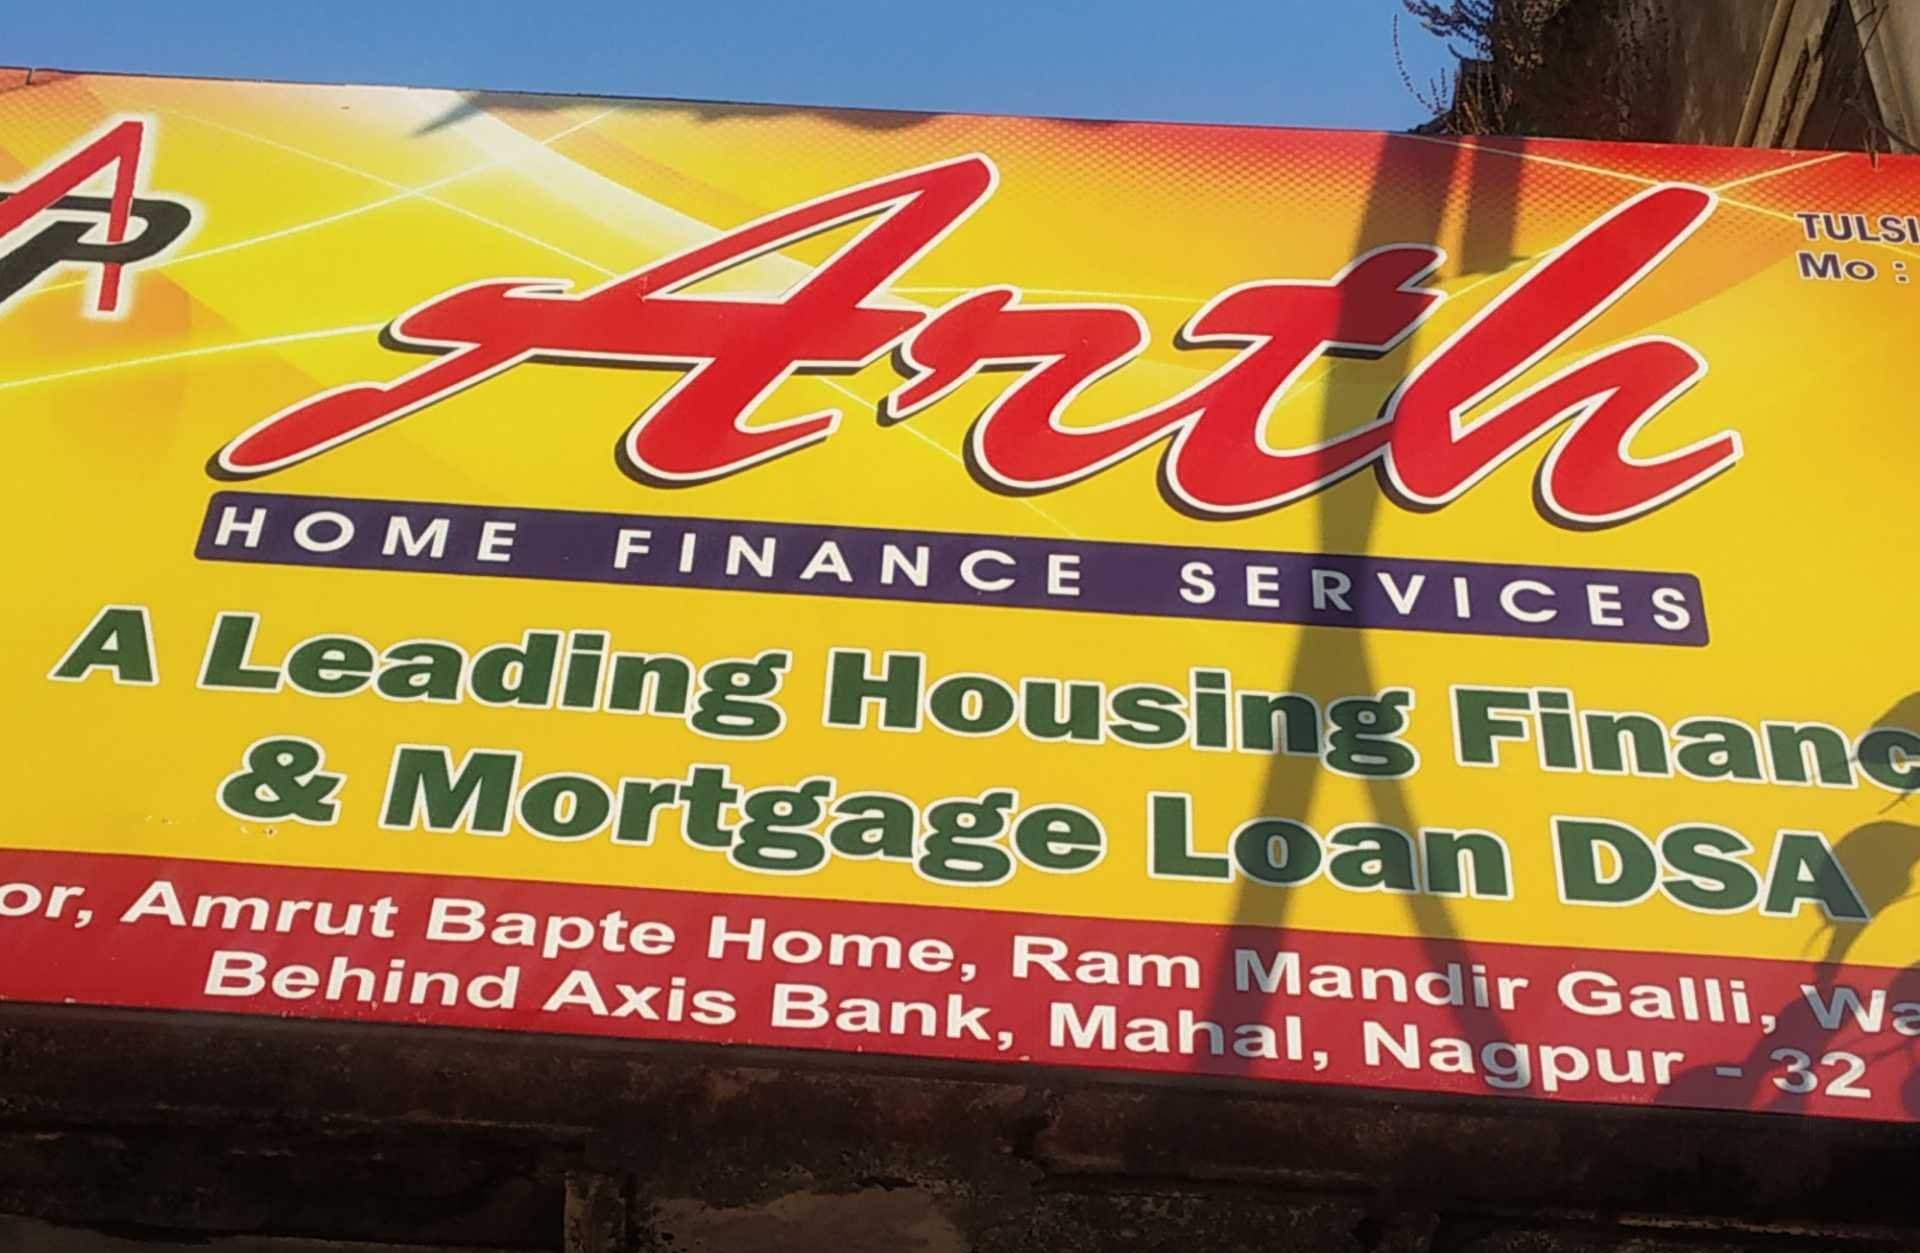 AP
Arth
TULSI
Mo :
HOME FINANCE SERVICES
A Leading Housing Financ
& Mortgage Loan DSA
or, Amrut Bapte Home, Ram Mandir Galli, Wa
Behind Axis Bank, Mahal, Nagpur - 32